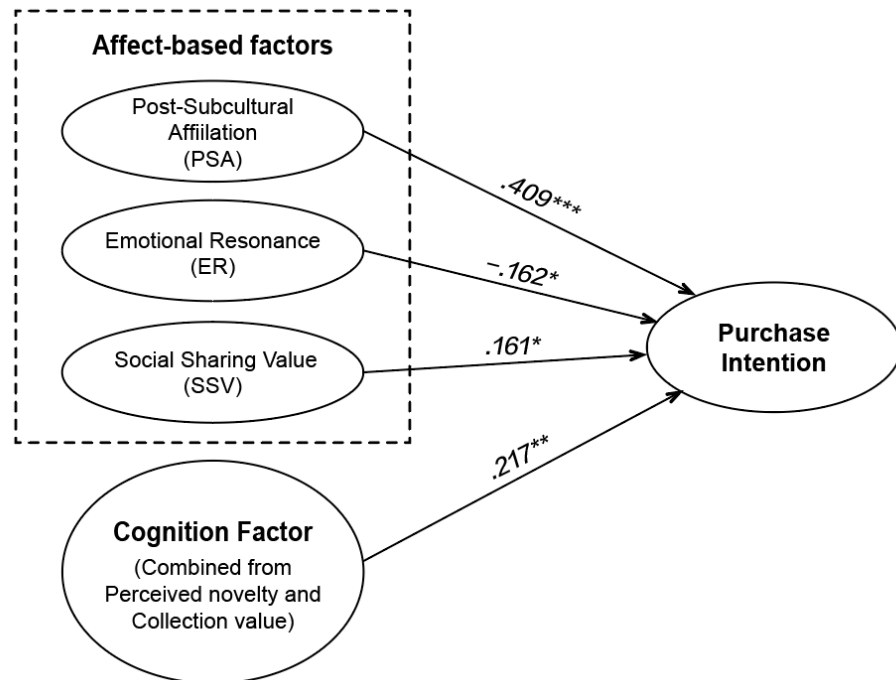 Affect-based factors
Post-Subcultural
Affiilation
(PSA)
.409***
Emotional Resonance
(ER)
–.162*
Social Sharing Value
(SSV)
.161*
Purchase
Intention
.217**
Cognition Factor
(Combined from
Perceived novelty and
Collection value)